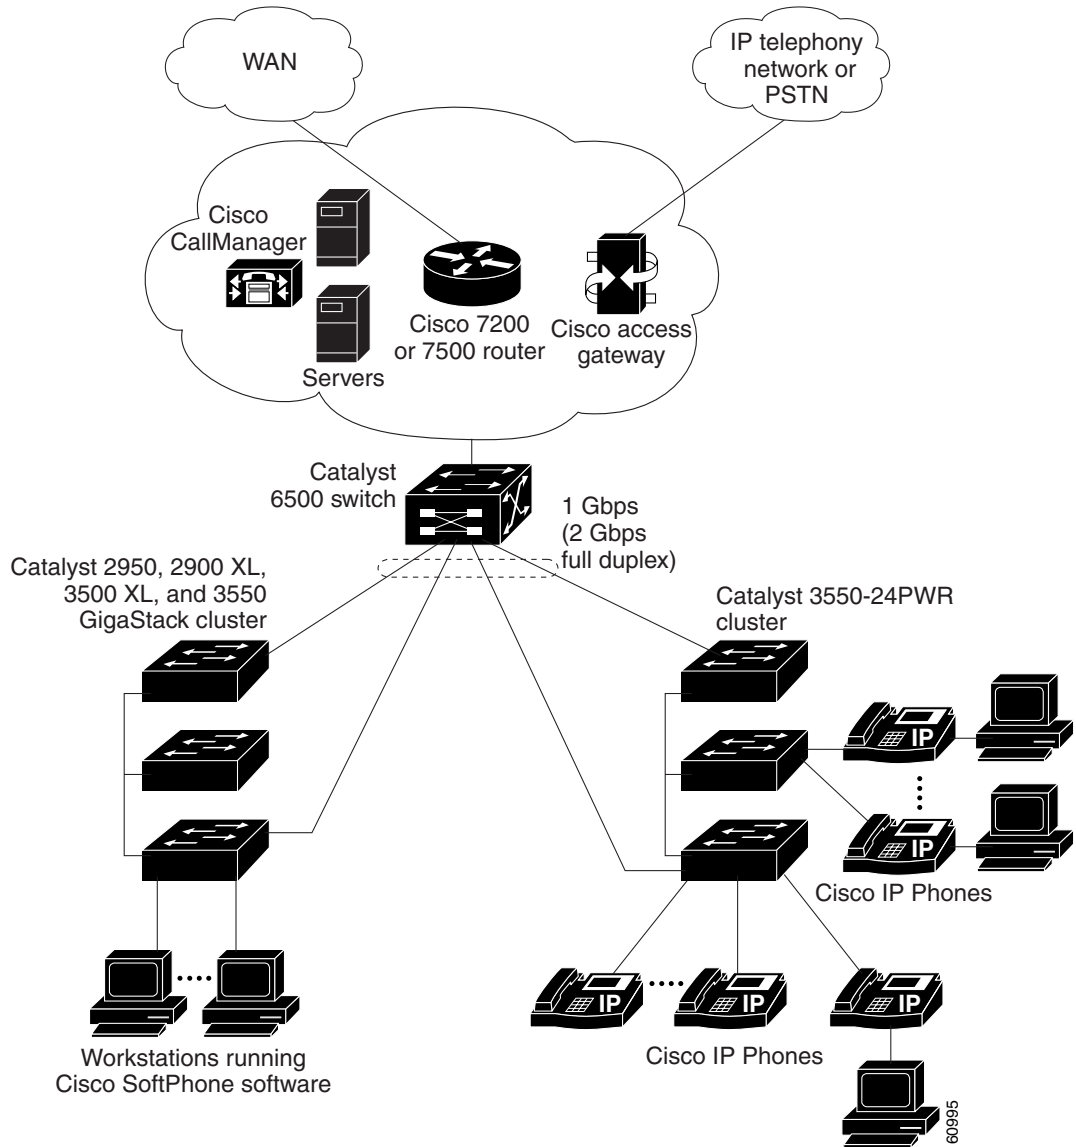 WAN
IP telephony
network or
PSTN
Cisco
CallManager
Servers
Cisco 7200
or 7500 router
Cisco access
gateway
Catalyst
6500 switch
1 Gbps
(2 Gbps
full duplex)
Catalyst 2950, 2900 XL,
3500 XL, and 3550
GigaStack cluster
Catalyst 3550-24PWR
cluster
IP
IP
Cisco IP Phones
IP
IP
IP
Cisco IP Phones
Workstations running
Cisco SoftPhone software
60995